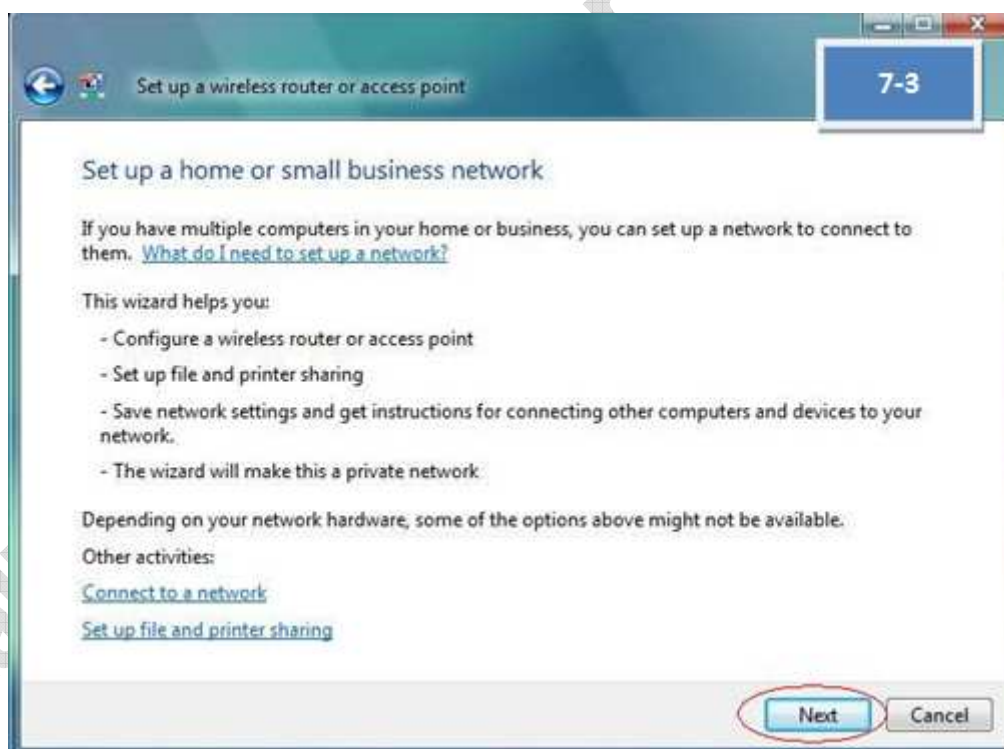 Set up a wireless router or access point
7-3
Set up a home or small business network
If you have multiple computers in your home or business, you can set up a network to connect to
them. What do I need to set up a network?
This wizard helps you:
- Configure a wireless router or access point
- Set up file and printer sharing
- Save network settings and get instructions for connecting other computers and devices to your
network.
- The wizard will make this a private network
Depending on your network hardware, some of the options above might not be available.
Other activities:
Connect to a network
Set up file and printer sharing
Next Cancel